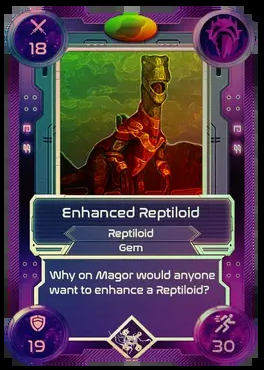 18
Enhanced Reptiloid
Reptiloid
Gem
Why on Magor would anyone
want to enhance a Reptiloid?
19
30